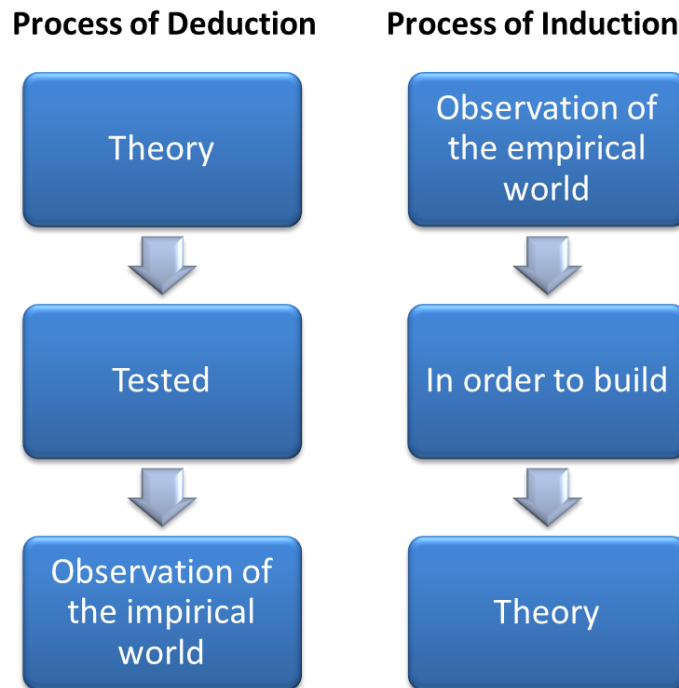 Process of Deduction
Theory
Tested
Observation of
the impirical
world
Process of Induction
Observation of
the empirical
world
In order to build
Theory